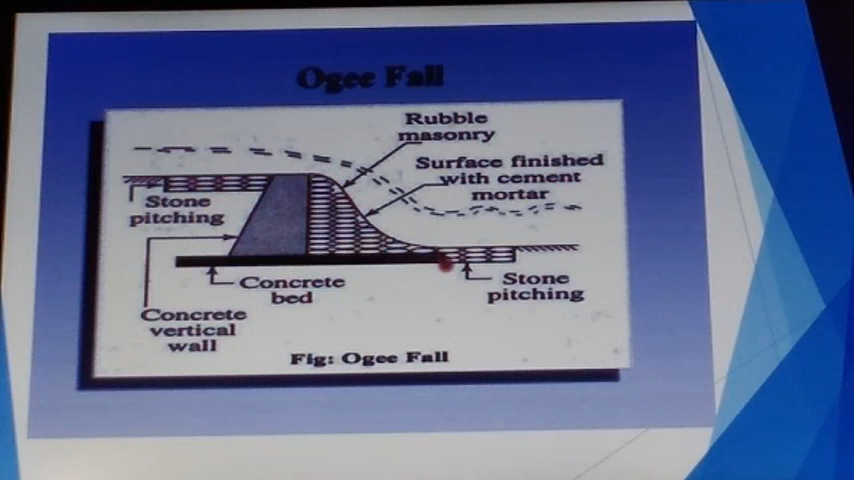 Ogee Fall
Rubble
masonry
Surface finished
with cement
mortar
Stone
pitching
Concrete
bed
Stone
pitching
Concrete
vertical
wall
Fig: Ogee Fall